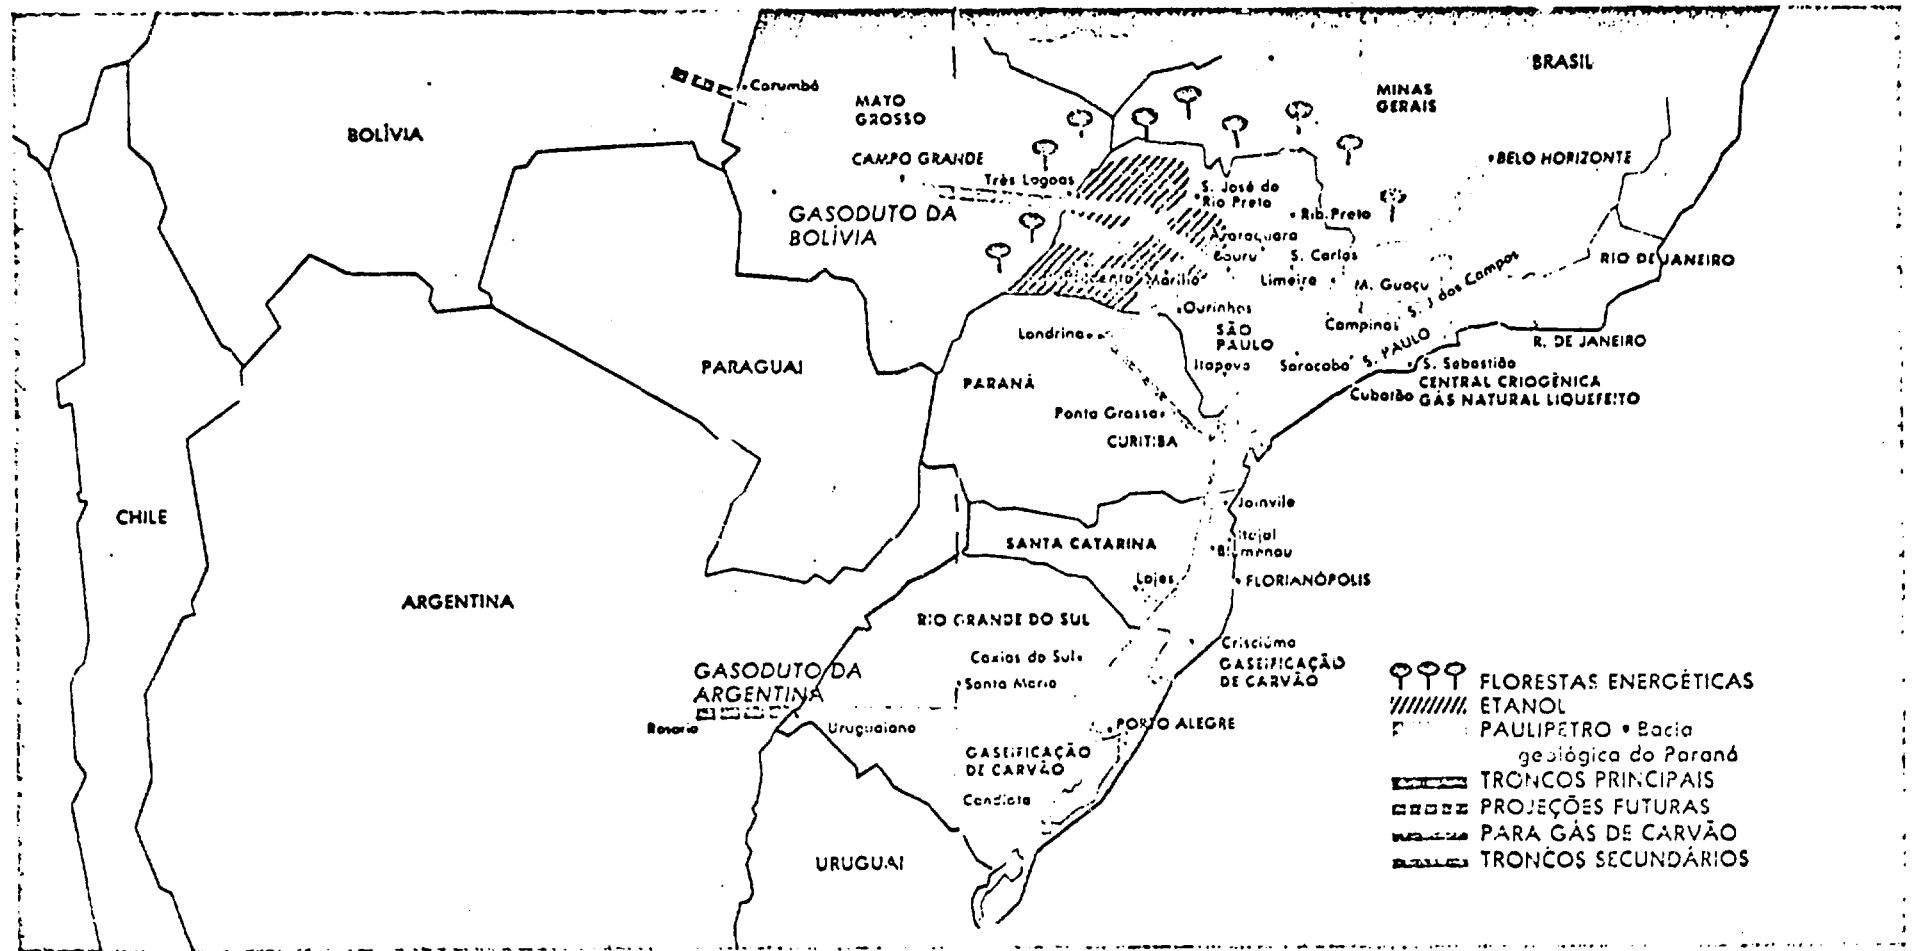 BRASIL
BOLÍVIA
Corumbá
MATO
GROSSO
MINAS
GERAIS
CAMPO GRANDE
Três Lagoas
BELO HORIZONTE
S. José do
Rio Preto
Rib. Preto
GASODUTO DA
BOLÍVIA
Araraquara
Bauru
S. Carlos
RIO DE JANEIRO
Marília
Limeira
M. Guaçu
S. J. dos Campos
Ourinhos
Londrina
SÃO
PAULO
Campinas
R. DE JANEIRO
PARAGUAI
PARANÁ
Itapeva
Sorocaba
S. PAULO
S. Sebastião
CENTRAL CRIOGÊNICA
GÁS NATURAL LIQUEFEITO
Cubatão
Ponta Grossa
CURITIBA
CHILE
Joinvile
SANTA CATARINA
Itajaí
Blumenau
ARGENTINA
Lajes
FLORIANÓPOLIS
RIO GRANDE DO SUL
Crisciúma
GASEIFICAÇÃO
DE CARVÃO
Caxias do Sul
GASODUTO DA
ARGENTINA
Santa Maria
Rosario
Uruguaiana
PORTO ALEGRE
GASEIFICAÇÃO
DE CARVÃO
Candiota
URUGUAI
FLORESTAS ENERGÉTICAS
ETANOL
PAULIPETRO • Bacia
geológica do Paraná
TRONCOS PRINCIPAIS
PROJEÇÕES FUTURAS
PARA GÁS DE CARVÃO
TRONCOS SECUNDÁRIOS